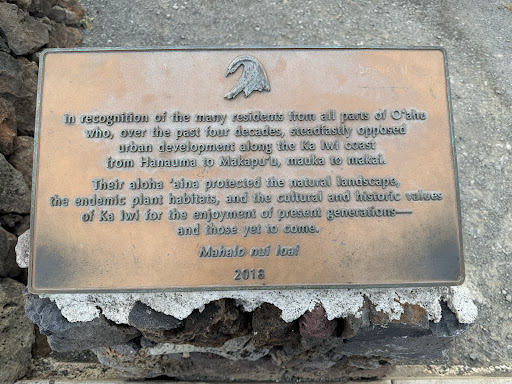 In recognition of the many residents from all parts of Oʻahu
who, over the past four decades, steadfastly opposed
urban development along the Ka Iwi coast
from Hanauma to Makapuʻu, mauka to makai.
Their aloha ʻaina protected the natural landscape,
the endemic plant habitats, and the cultural and historic values
of Ka Iwi for the enjoyment of present generations—
and those yet to come.
Mahalo nui loa!
2018